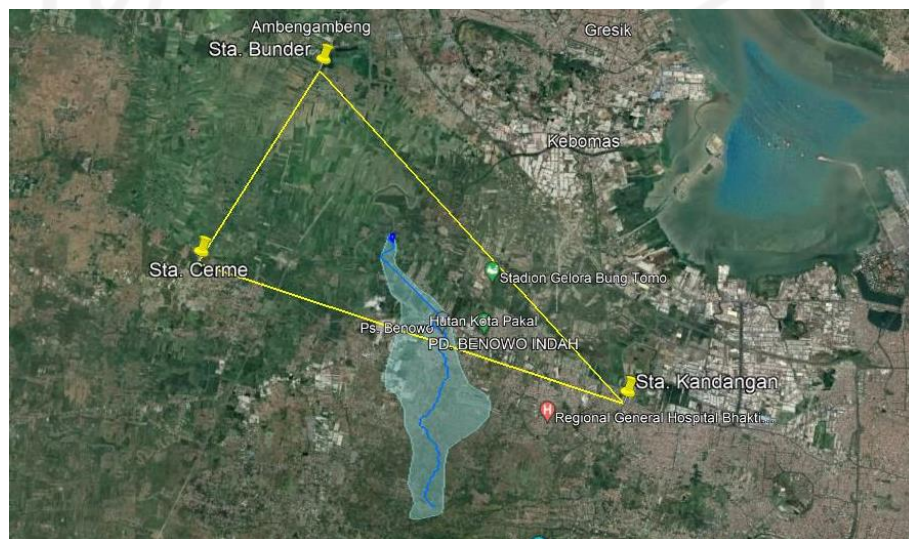 Ambengambeng
Gresik
Sta. Bunder
Kebomas
Sta. Cerme
Stadion Gelora Bung Tomo
Ps. Benowo
Hutan Kota Pakal
PD. BENOWO INDAH
Sta. Kandangan
H
Regional General Hospital Bhakti...